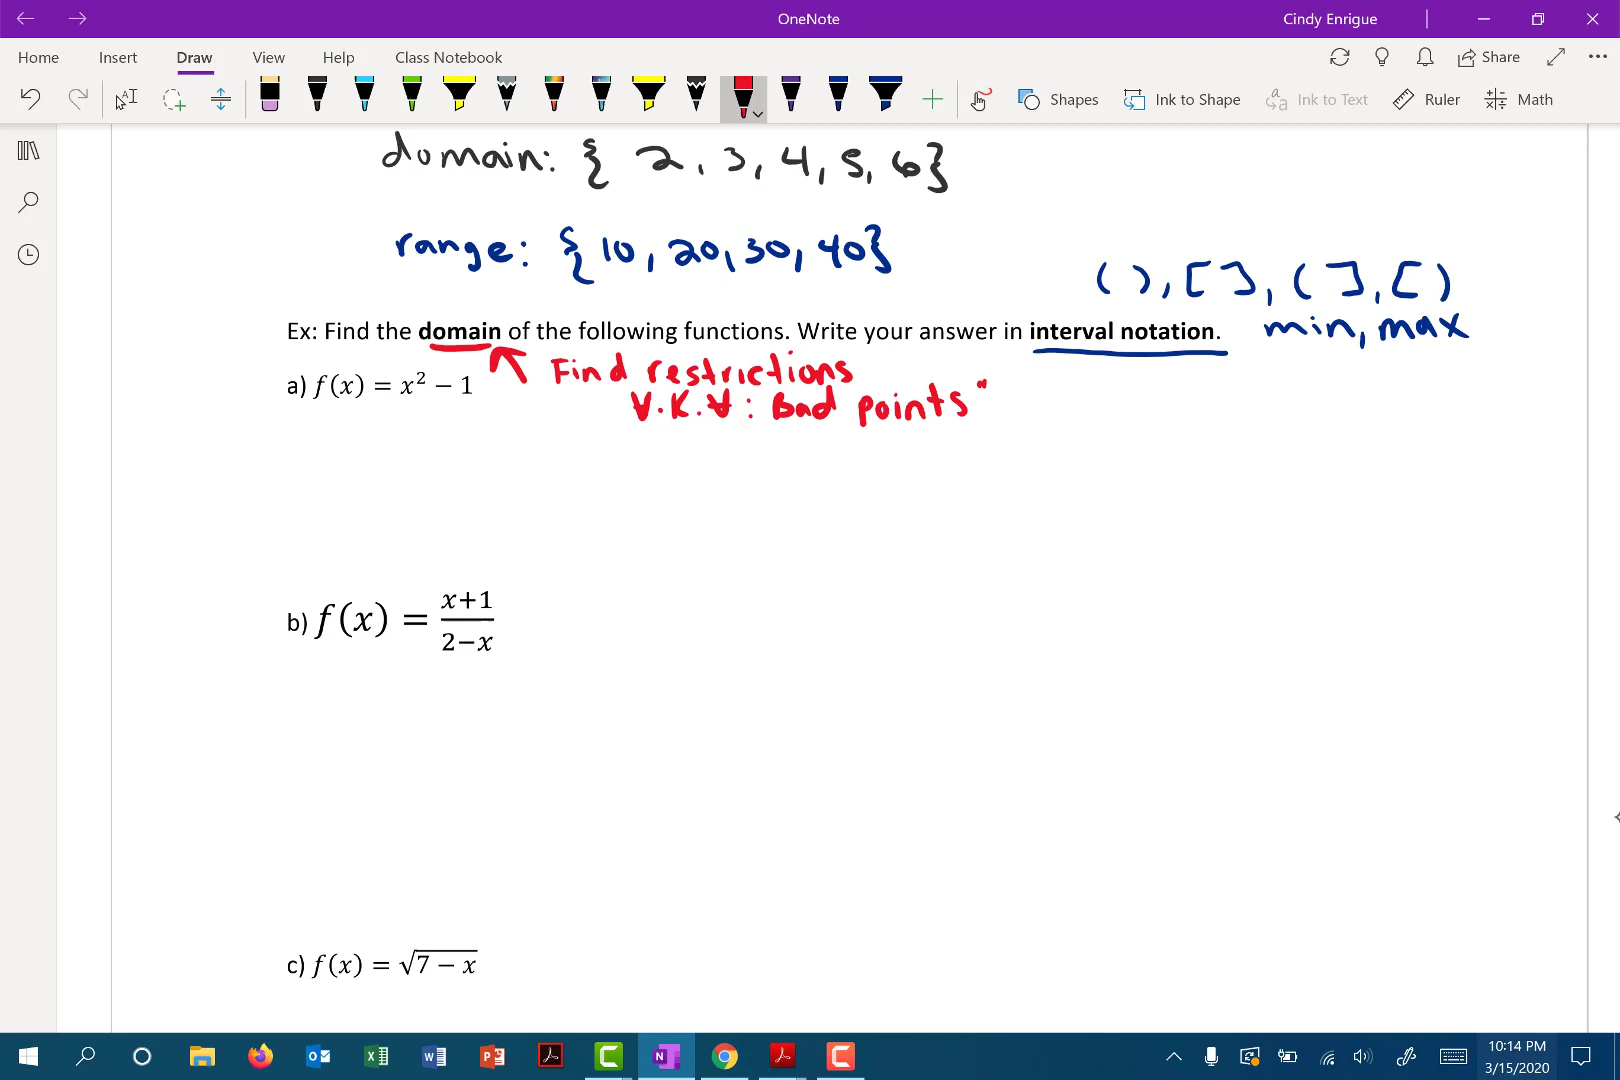 OneNote
Cindy Enrigue
Home Insert Draw View Help Class Notebook Share
Shapes Ink to Shape Ink to Text Ruler Math
domain: { 2, 3, 4, 5, 6}
range: {10, 20, 30, 40}
( ), [ ], ( ], [ )
min, max
Ex: Find the domain of the following functions. Write your answer in interval notation.
Find restrictions
∀.K.∀: Bad points"
a) f(x) = x² − 1
b) f(x) = \frac{x+1}{2−x}
c) f(x) = √(7 − x)
10:14 PM
3/15/2020